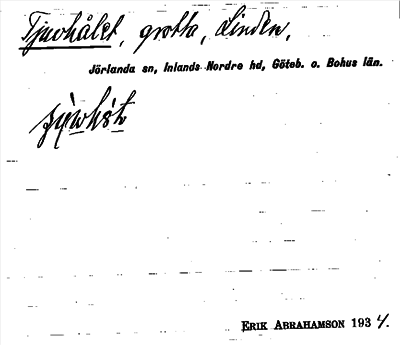 Tjuvhålet, grotta, Linden,
Jörlanda sn, Inlands Nordre hd, Göteb. o. Bohus län.
ERIK ABRAHAMSON 1934.